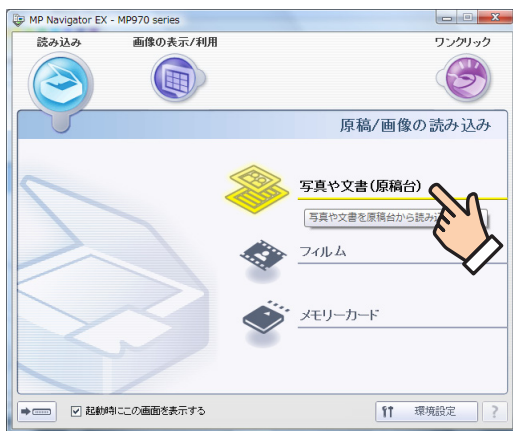 MP Navigator EX - MP970 series
読み込み
画像の表示/利用
ワンクリック
原稿/画像の読み込み
写真や文書(原稿台)
写真や文書を原稿台から読み
フィルム
メモリーカード
起動時にこの画面を表示する
環境設定
?